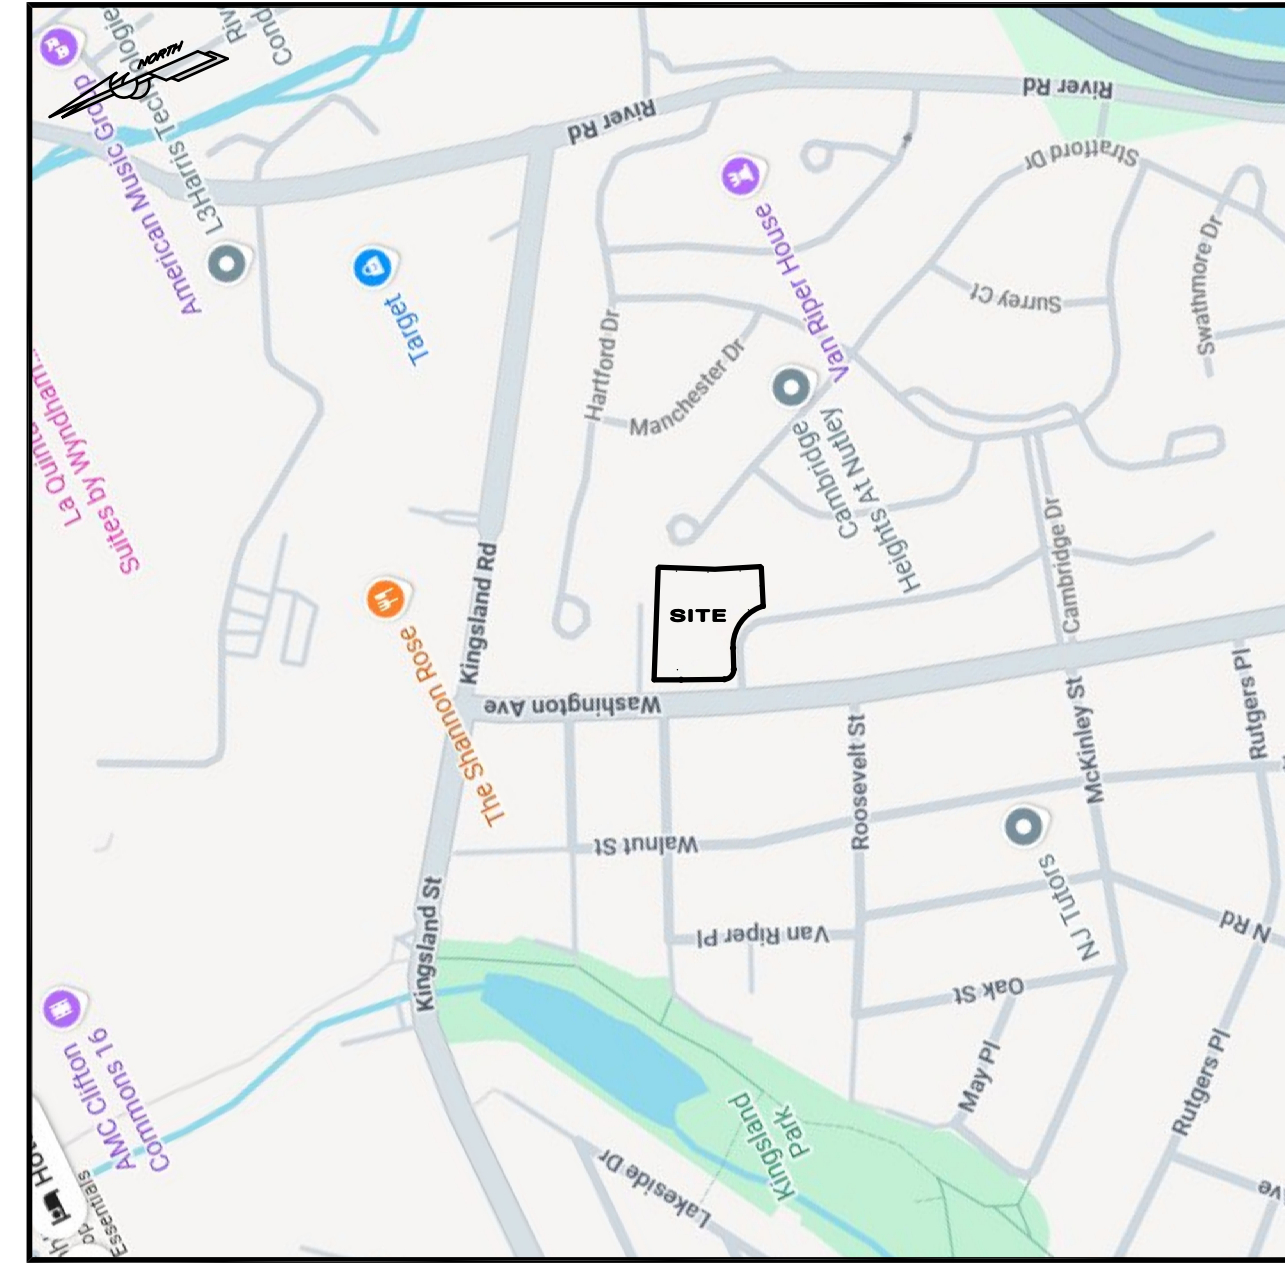 NORTH
River Rd
River Rd
American Music Group
L3Harris Technologies
Stratford Dr
Van Riper House
Swathmore Dr
Surrey Ct
Target
Hartford Dr
Manchester Dr
La Quinta
Suites by Wyndham...
Cambridge
Heights At Nutley
Cambridge Dr
Kingsland Rd
SITE
The Shannon Rose
Washington Ave
Rutgers Pl
McKinley St
Roosevelt St
Walnut St
NJ Tutors
Kingsland St
Van Riper Pl
Oak St
May Pl
Rutgers Pl
AMC Clifton
Commons 16
Kingsland
Park
Lakeside Dr
Essentials